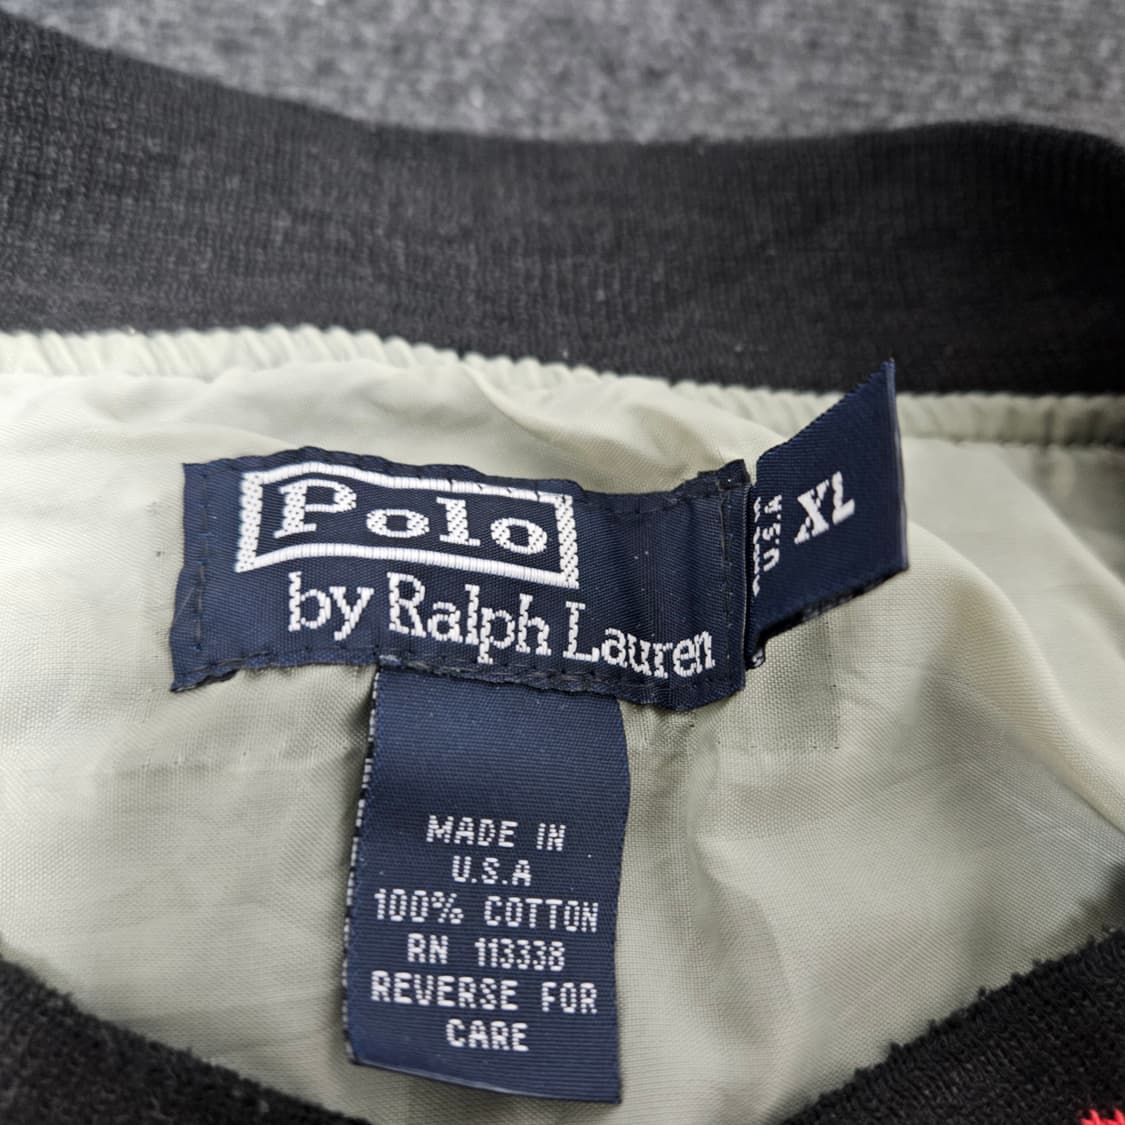 Polo
by Ralph Lauren
U.S.A
XL
MADE IN
U.S.A
100% COTTON
RN 113338
REVERSE FOR
CARE